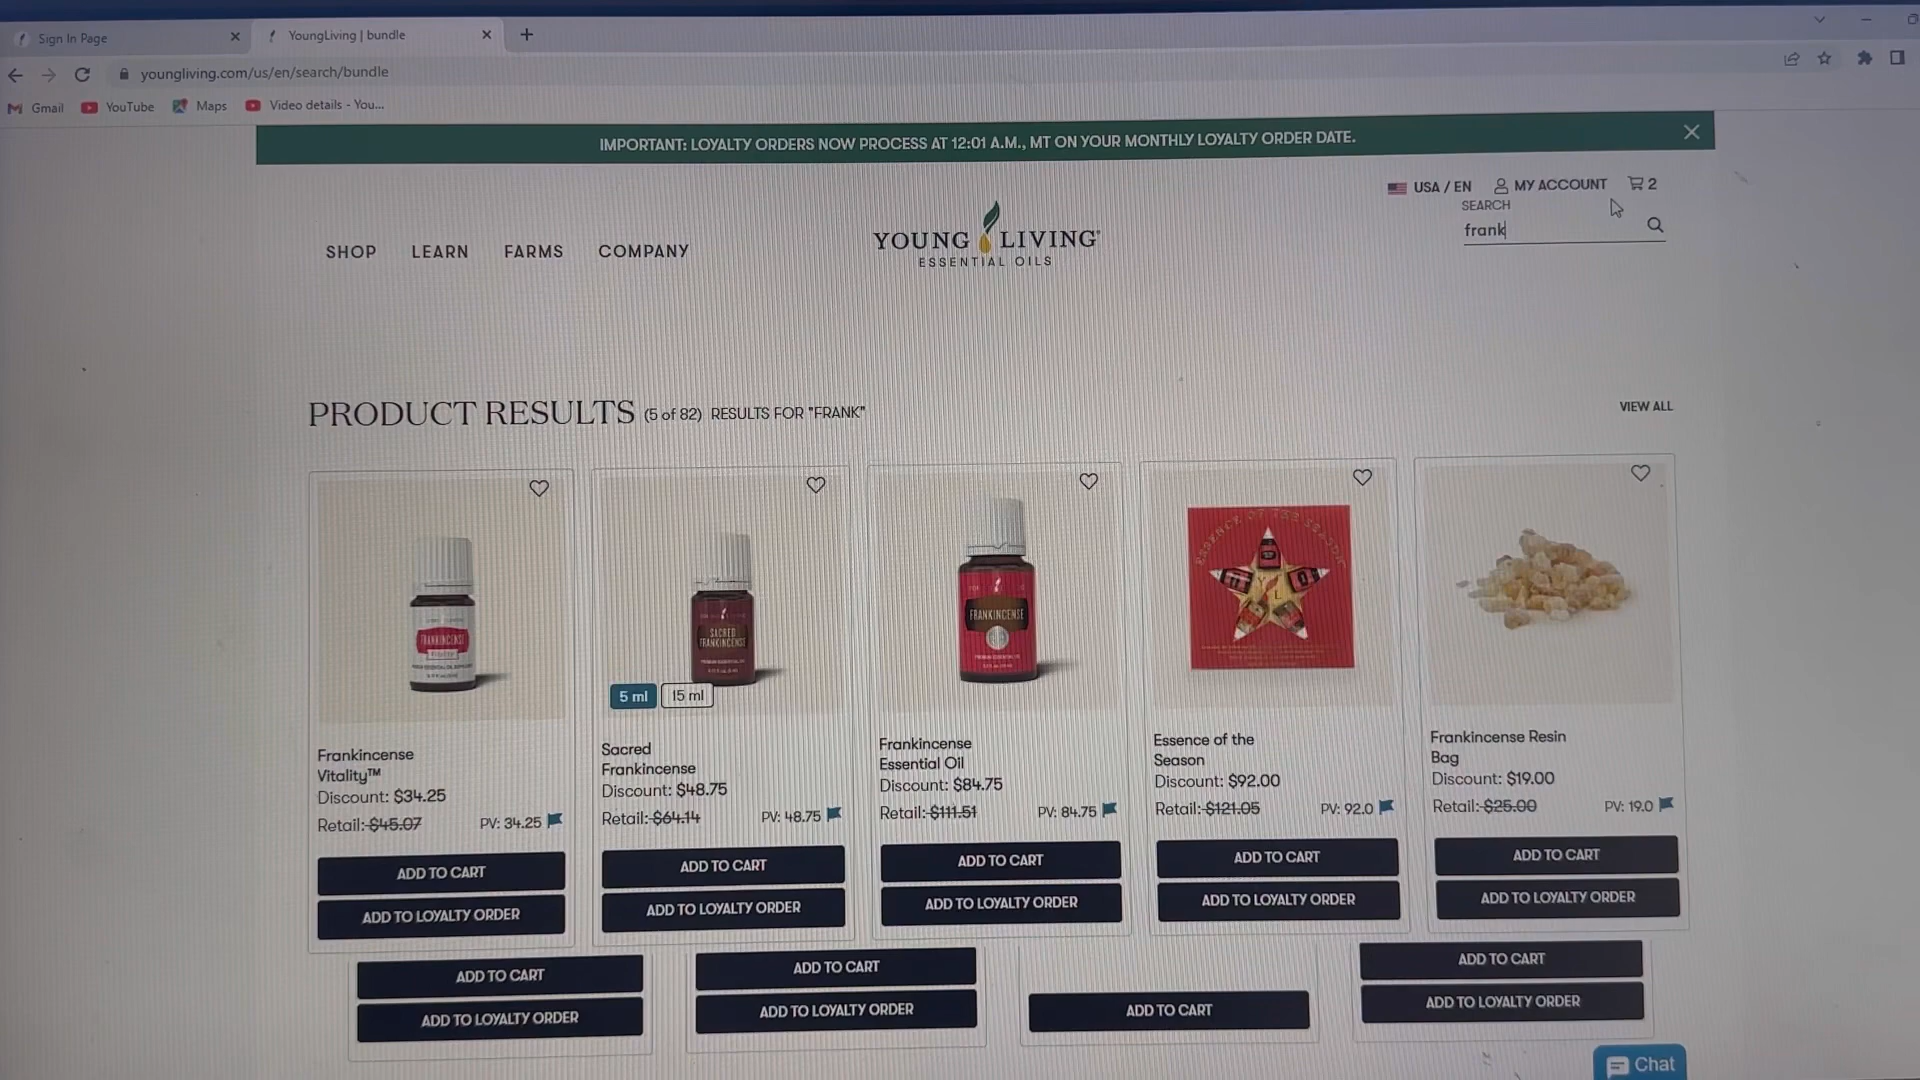 Sign In Page
YoungLiving | bundle
youngliving.com/us/en/search/bundle
Gmail
YouTube
Maps
Video details - You...
IMPORTANT: LOYALTY ORDERS NOW PROCESS AT 12:01 A.M., MT ON YOUR MONTHLY LOYALTY ORDER DATE.
USA / EN
MY ACCOUNT
2
SEARCH
frank
SHOP
LEARN
FARMS
COMPANY
YOUNG LIVING
ESSENTIAL OILS
PRODUCT RESULTS (5 of 82) RESULTS FOR "FRANK"
VIEW ALL
FRANKINCENSE
SACRED
FRANKINCENSE
5 ml
15 ml
FRANKINCENSE
ESSENCE OF THE SEASON
Y
L
Frankincense
Vitality™
Discount: $34.25
Retail: $45.07
PV: 34.25
ADD TO CART
ADD TO LOYALTY ORDER
Sacred
Frankincense
Discount: $48.75
Retail: $64.14
PV: 48.75
ADD TO CART
ADD TO LOYALTY ORDER
Frankincense
Essential Oil
Discount: $84.75
Retail: $111.51
PV: 84.75
ADD TO CART
ADD TO LOYALTY ORDER
Essence of the
Season
Discount: $92.00
Retail: $121.05
PV: 92.0
ADD TO CART
ADD TO LOYALTY ORDER
Frankincense Resin
Bag
Discount: $19.00
Retail: $25.00
PV: 19.0
ADD TO CART
ADD TO LOYALTY ORDER
ADD TO CART
ADD TO LOYALTY ORDER
ADD TO CART
ADD TO LOYALTY ORDER
ADD TO CART
ADD TO CART
ADD TO LOYALTY ORDER
Chat